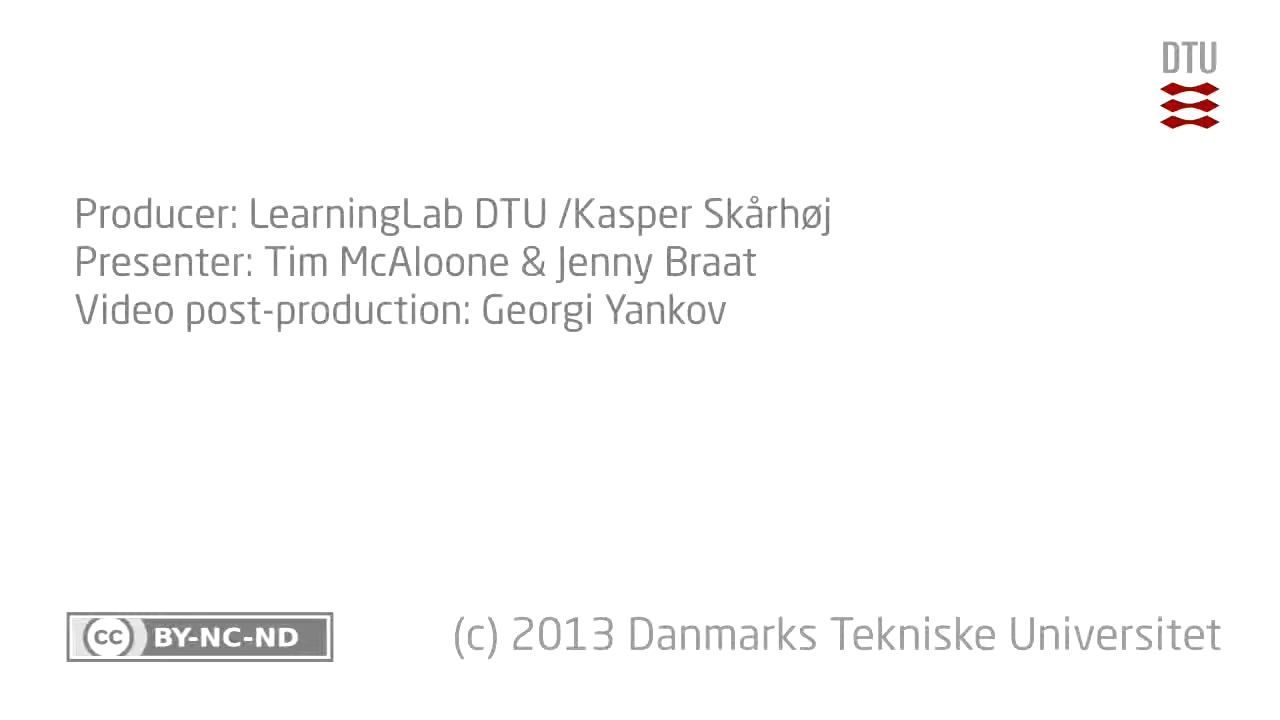 DTU
Producer: LearningLab DTU /Kasper Skårhøj
Presenter: Tim McAloone & Jenny Braat
Video post-production: Georgi Yankov
cc BY-NC-ND
(c) 2013 Danmarks Tekniske Universitet